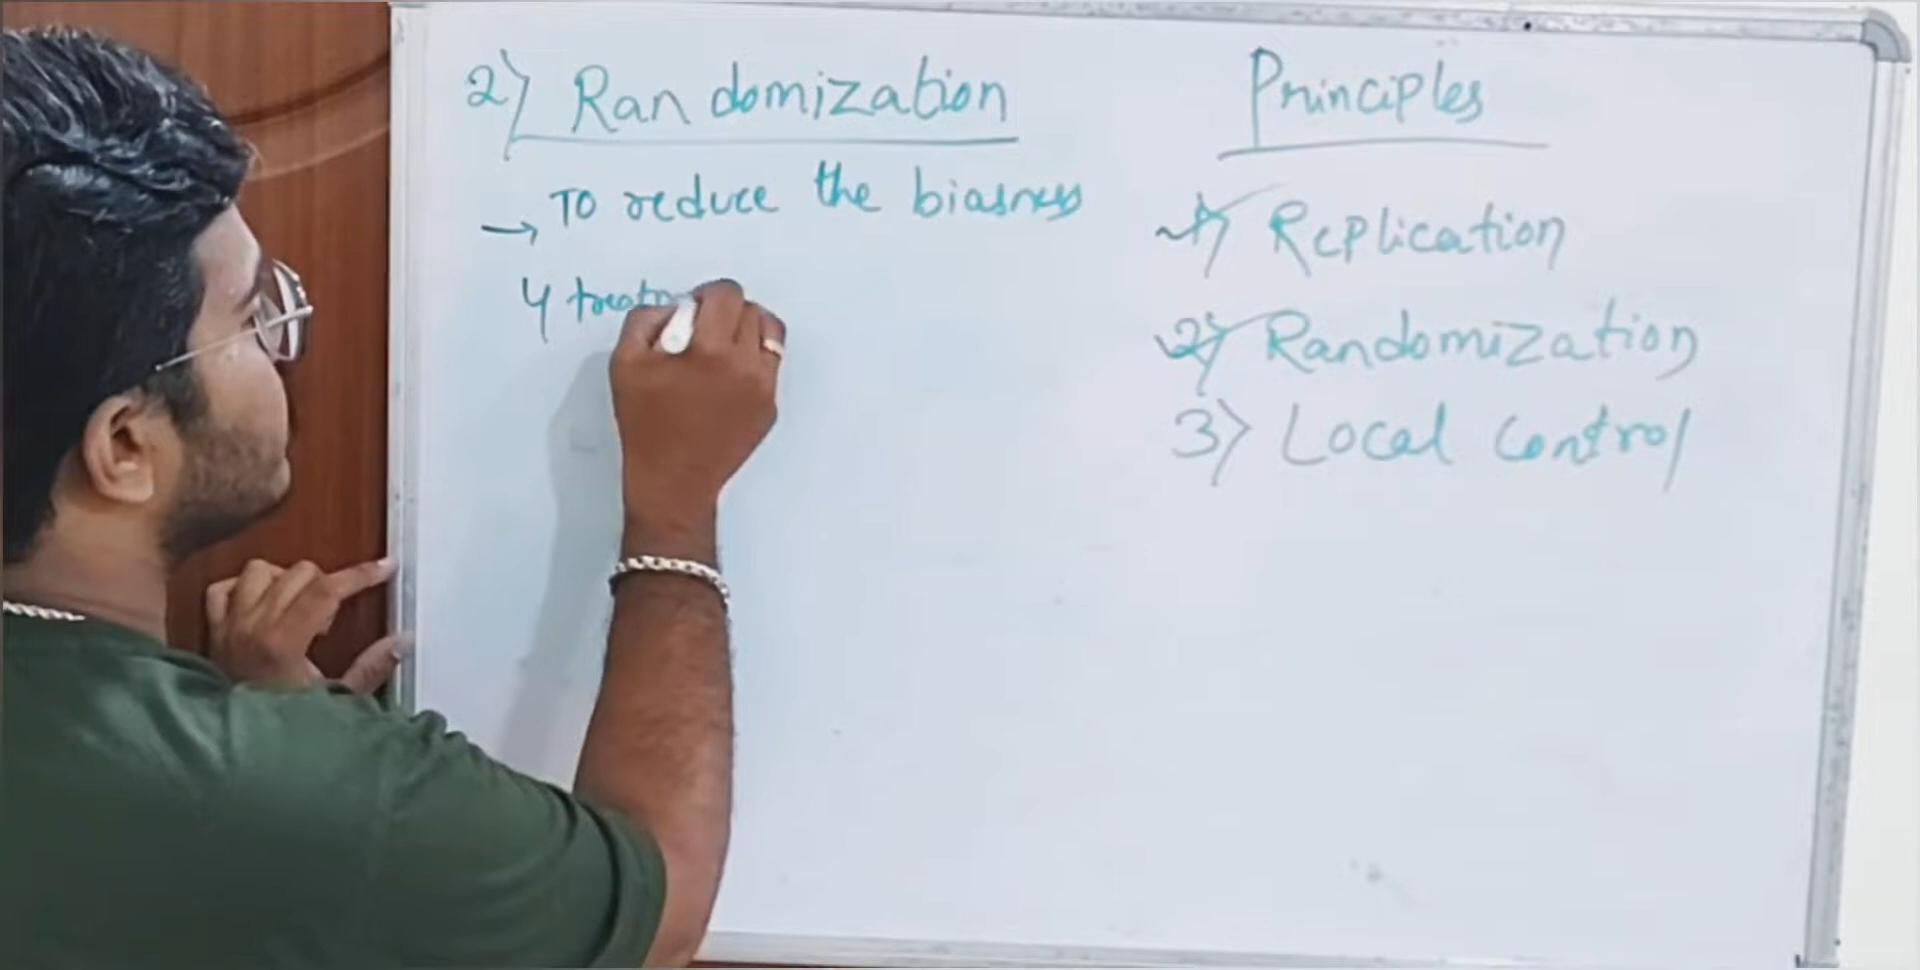 2) Randomization
→ To reduce the biasness
4
Principles
1) Replication
2) Randomization
3) Local Control